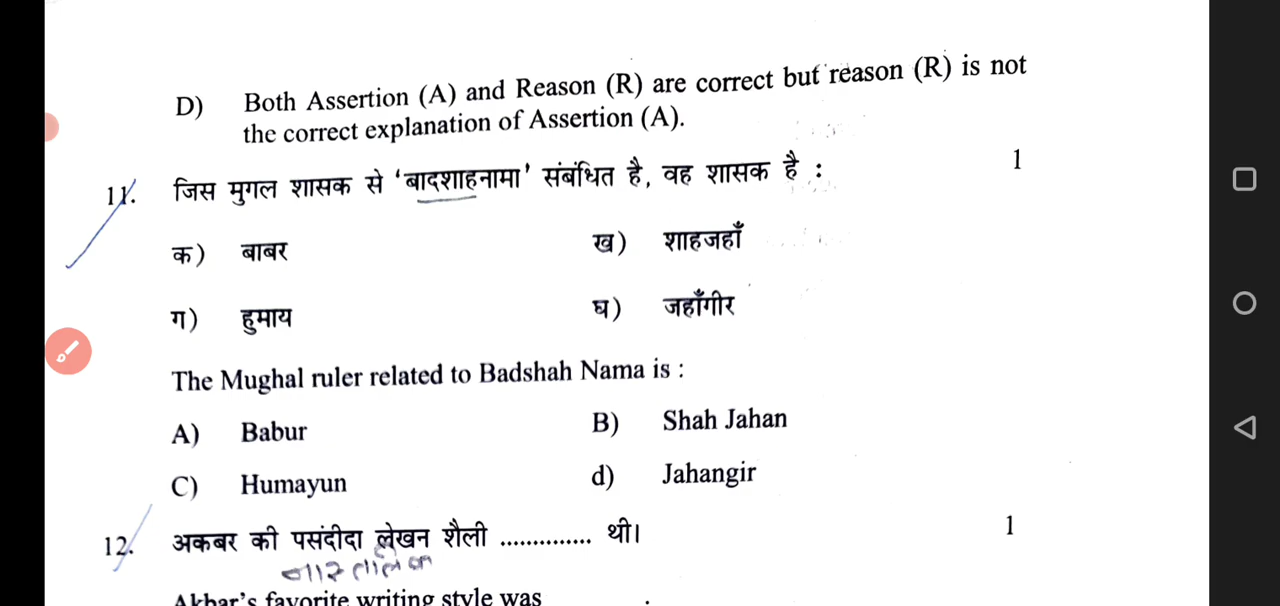 D) Both Assertion (A) and Reason (R) are correct but reason (R) is not
the correct explanation of Assertion (A).
11. जिस मुगल शासक से ‘बादशाहनामा’ संबंधित है, वह शासक है : 1
क) बाबर ख) शाहजहाँ
ग) हुमाय घ) जहाँगीर
The Mughal ruler related to Badshah Nama is :
A) Babur B) Shah Jahan
C) Humayun d) Jahangir
12. अकबर की पसंदीदा लेखन शैली .............. थी। 1
Akbar's favorite writing style was